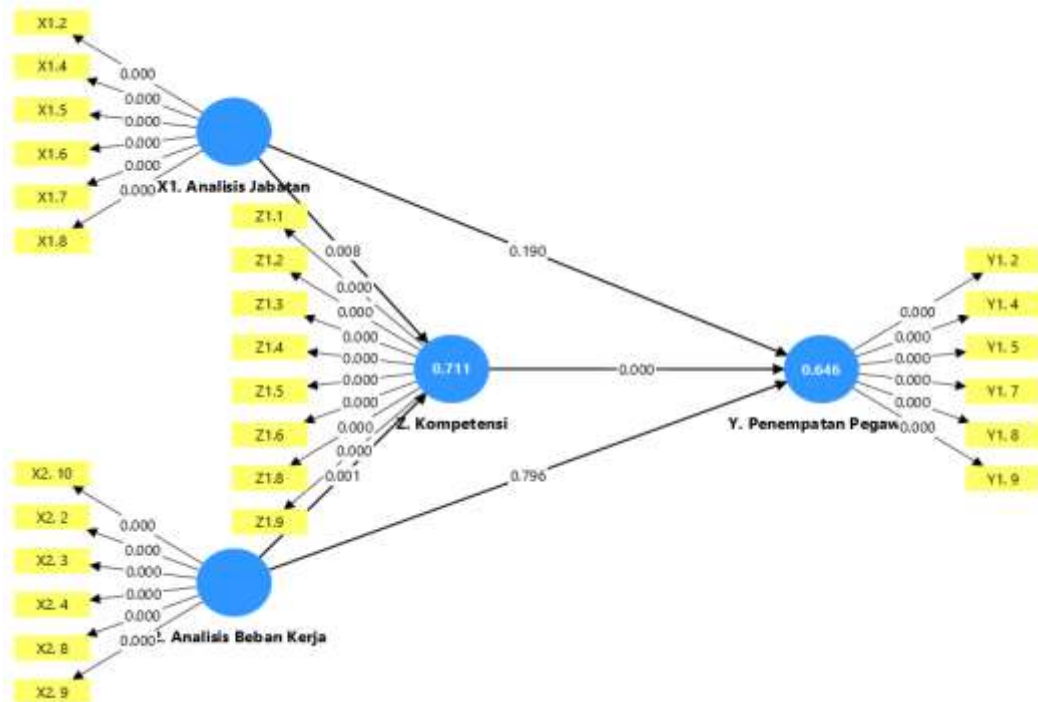 X1.2
X1.4
X1.5
X1.6
X1.7
X1.8
0.000
0.000
0.000
0.000
0.000
0.000
X1. Analisis Jabatan
Z1.1
Z1.2
Z1.3
Z1.4
Z1.5
Z1.6
Z1.8
Z1.9
0.008
0.190
0.000
0.000
0.000
0.000
0.000
0.000
0.000
0.000
0.711
Z. Kompetensi
0.000
0.001
0.796
0.646
Y. Penempatan Pegaw
0.000
0.000
0.000
0.000
0.000
0.000
Y1. 2
Y1. 4
Y1. 5
Y1. 7
Y1. 8
Y1. 9
X2. 10
X2. 2
X2. 3
X2. 4
X2. 8
X2. 9
0.000
0.000
0.000
0.000
0.000
0.000
. Analisis Beban Kerja